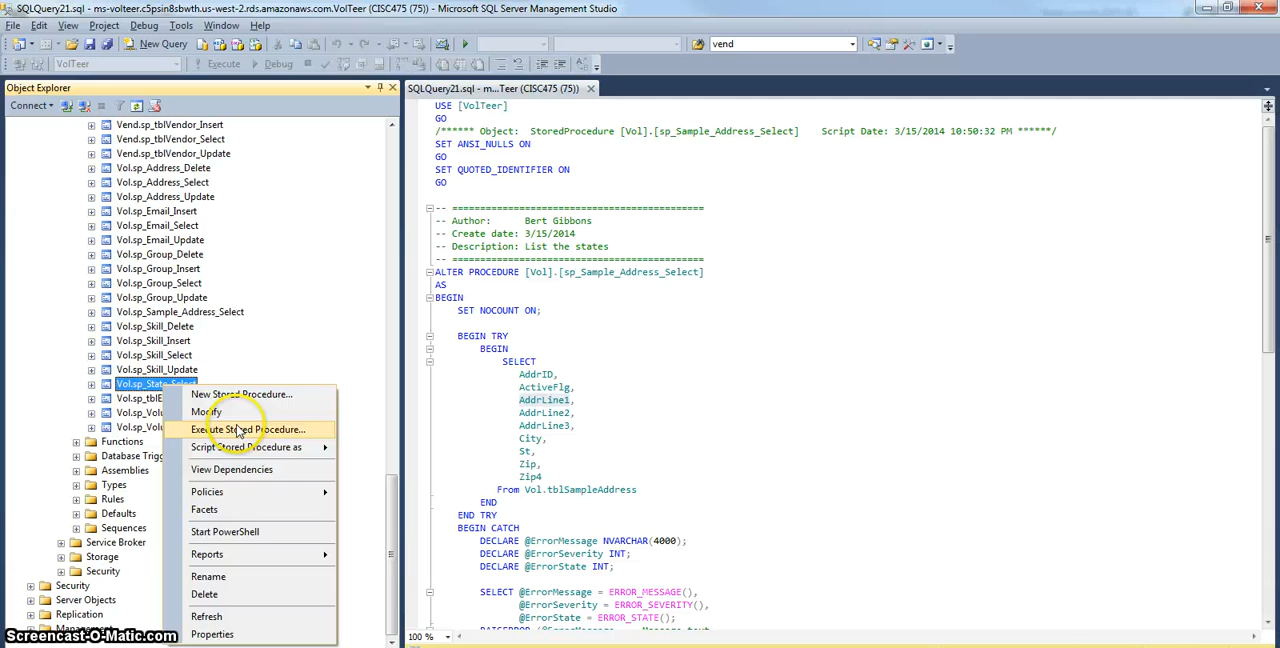 SQLQuery21.sql - ms-volteer.c5psin8sbwth.us-west-2.rds.amazonaws.com.VolTeer (CISC475 (75)) - Microsoft SQL Server Management Studio
File Edit View Project Debug Tools Window Help
New Query vend
VolTeer Execute Debug
Object Explorer
Connect
Vend.sp_tblVendor_Insert
Vend.sp_tblVendor_Select
Vend.sp_tblVendor_Update
Vol.sp_Address_Delete
Vol.sp_Address_Select
Vol.sp_Address_Update
Vol.sp_Email_Insert
Vol.sp_Email_Select
Vol.sp_Email_Update
Vol.sp_Group_Delete
Vol.sp_Group_Insert
Vol.sp_Group_Select
Vol.sp_Group_Update
Vol.sp_Sample_Address_Select
Vol.sp_Skill_Delete
Vol.sp_Skill_Insert
Vol.sp_Skill_Select
Vol.sp_Skill_Update
Vol.sp_State_Select
Vol.sp_tblE
Vol.sp_Volu
Vol.sp_Volu
Functions
Database Trigg
Assemblies
Types
Rules
Defaults
Sequences
Service Broker
Storage
Security
Security
Server Objects
Replication
Management
New Stored Procedure...
Modify
Execute Stored Procedure...
Script Stored Procedure as
View Dependencies
Policies
Facets
Start PowerShell
Reports
Rename
Delete
Refresh
Properties
Screencast-O-Matic.com
SQLQuery21.sql - m...Teer (CISC475 (75))
USE [VolTeer]
GO
/****** Object:  StoredProcedure [Vol].[sp_Sample_Address_Select]    Script Date: 3/15/2014 10:50:32 PM ******/
SET ANSI_NULLS ON
GO
SET QUOTED_IDENTIFIER ON
GO
-- =============================================
-- Author:      Bert Gibbons
-- Create date: 3/15/2014
-- Description: List the states
-- =============================================
ALTER PROCEDURE [Vol].[sp_Sample_Address_Select]
AS
BEGIN
SET NOCOUNT ON;
BEGIN TRY
BEGIN
SELECT
AddrID,
ActiveFlg,
AddrLine1,
AddrLine2,
AddrLine3,
City,
St,
Zip,
Zip4
From Vol.tblSampleAddress
END
END TRY
BEGIN CATCH
DECLARE @ErrorMessage NVARCHAR(4000);
DECLARE @ErrorSeverity INT;
DECLARE @ErrorState INT;
SELECT @ErrorMessage = ERROR_MESSAGE(),
@ErrorSeverity = ERROR_SEVERITY(),
@ErrorState = ERROR_STATE();
100 %